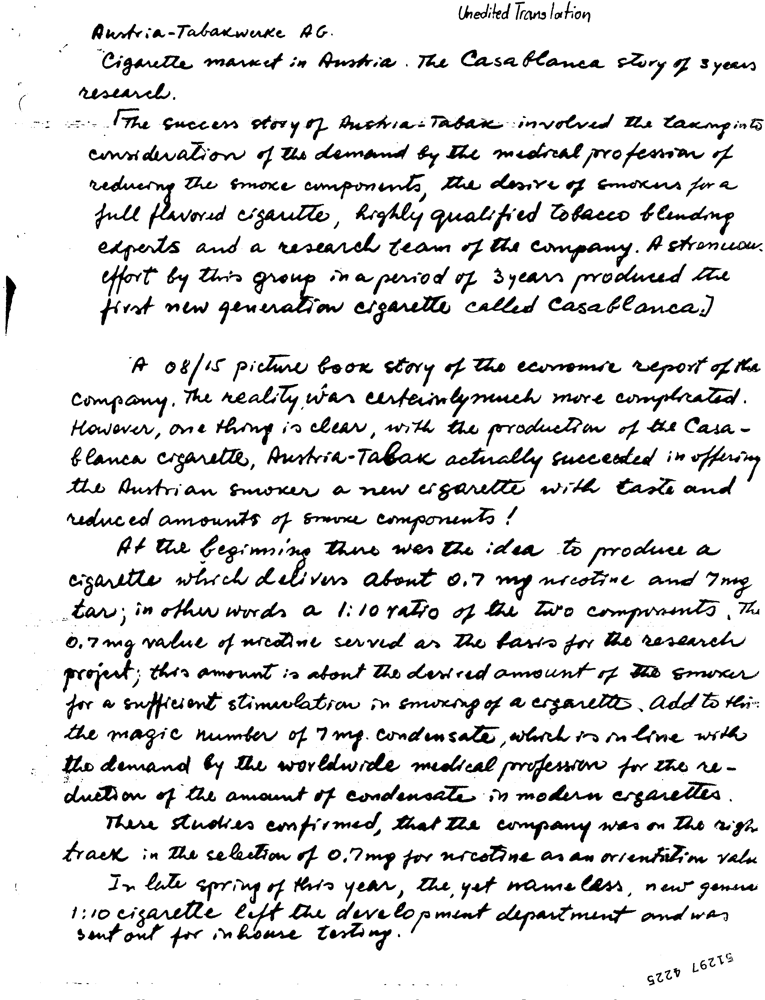 Unedited Translation
Austria-Tabakwerke AG.
Cigarette market in Austria. The Casablanca story of 3 years
research.
[The success story of Austria-Tabak involved the taking into
consideration of the demand by the medical profession of
reducing the smoke components, the desire of smokers for a
full flavored cigarette, highly qualified tobacco blending
experts and a research team of the company. A strenuou
effort by this group in a period of 3 years produced the
first new generation cigarette called Casablanca.]
A 08/15 picture book story of the economic report of the
company. The reality was certainly much more complicated.
However, one thing is clear, with the production of the Casa-
blanca cigarette, Austria-Tabak actually succeeded in offering
the Austrian smoker a new cigarette with taste and
reduced amounts of smoke components!
At the beginning there was the idea to produce a
cigarette which delivers about 0.7 mg nicotine and 7mg
tar; in other words a 1:10 ratio of the two components. The
0.7mg value of nicotine served as the basis for the research
project; this amount is about the desired amount of the smoker
for a sufficient stimulation in smoking of a cigarette. Add to thi
the magic number of 7 mg. condensate, which is in line with
the demand by the worldwide medical profession for the re-
duction of the amount of condensate in modern cigarettes.
These studies confirmed, that the company was on the righ
track in the selection of 0.7mg for nicotine as an orientation valu
In late spring of this year, the, yet nameless, new genera
1:10 cigarette left the development department and was
sent out for inhouse testing.
51297 4225